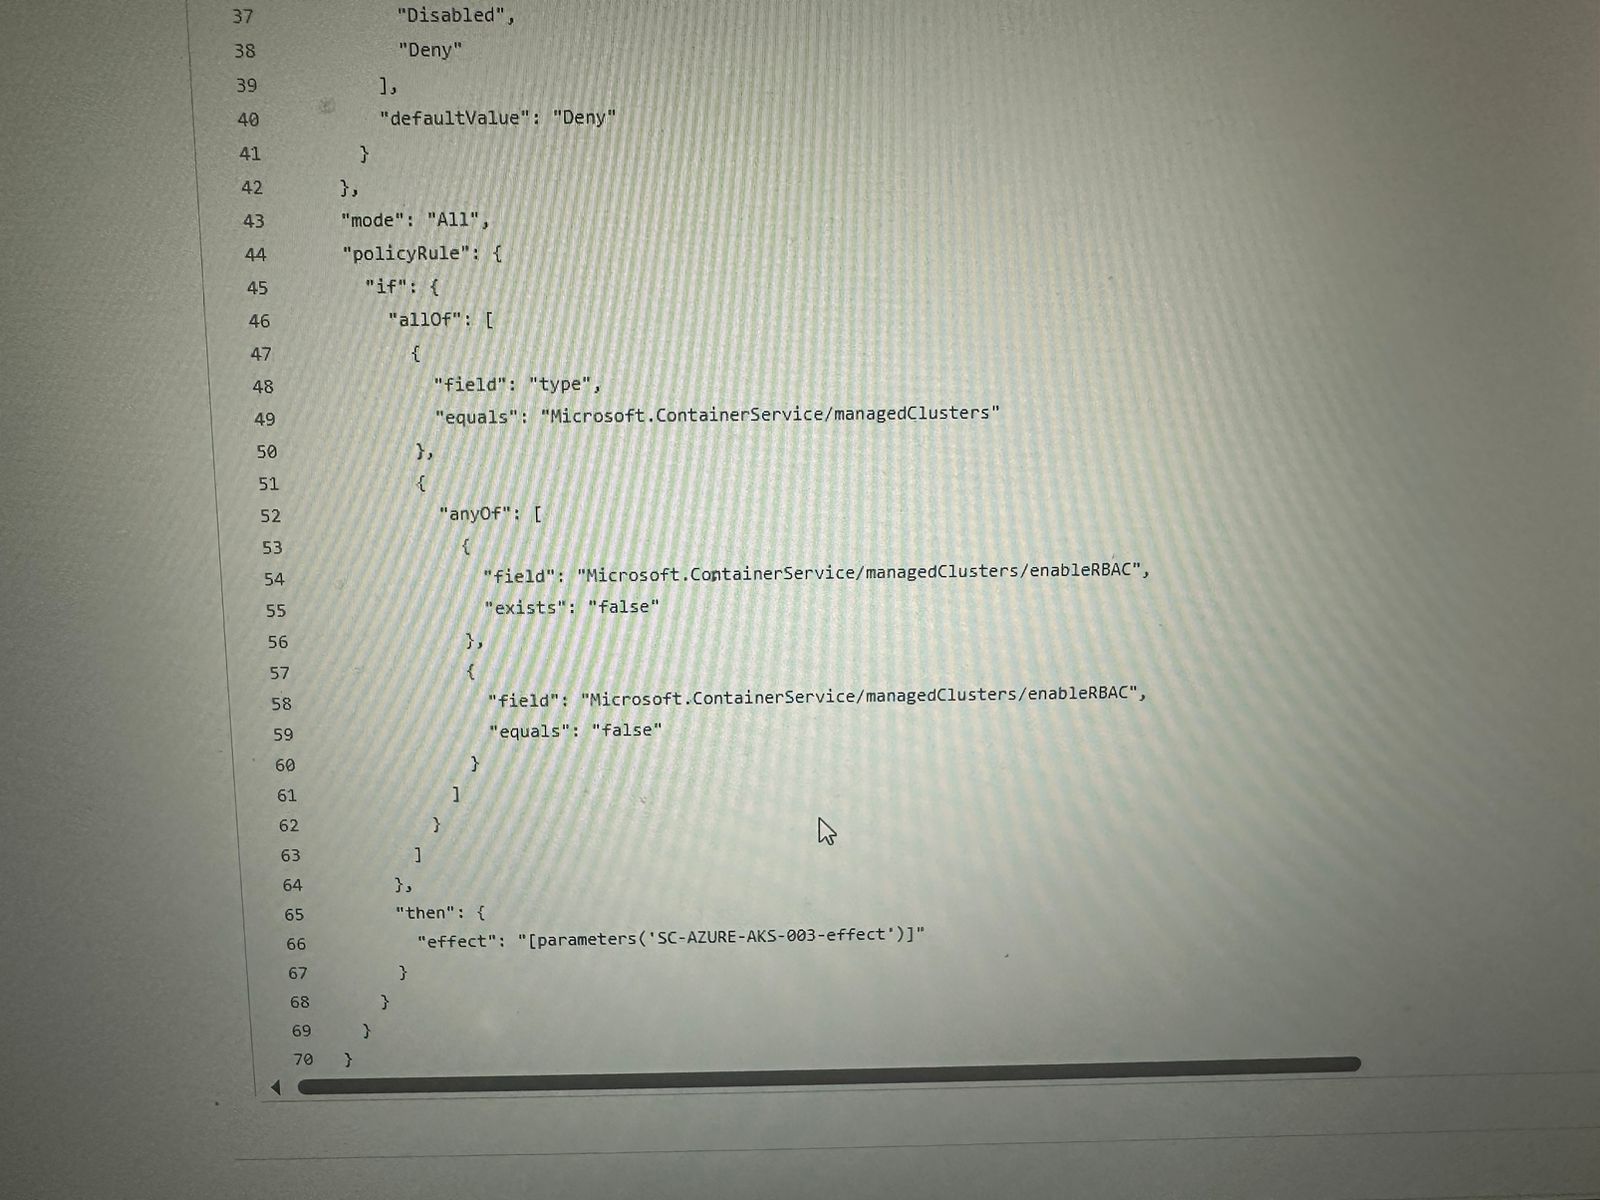 37 "Disabled",
38 "Deny"
39 ],
40 "defaultValue": "Deny"
41 }
42 },
43 "mode": "All",
44 "policyRule": {
45 "if": {
46 "allOf": [
47 {
48 "field": "type",
49 "equals": "Microsoft.ContainerService/managedClusters"
50 },
51 {
52 "anyOf": [
53 {
54 "field": "Microsoft.ContainerService/managedClusters/enableRBAC",
55 "exists": "false"
56 },
57 {
58 "field": "Microsoft.ContainerService/managedClusters/enableRBAC",
59 "equals": "false"
60 }
61 ]
62 }
63 ]
64 },
65 "then": {
66 "effect": "[parameters('SC-AZURE-AKS-003-effect')]"
67 }
68 }
69 }
70 }